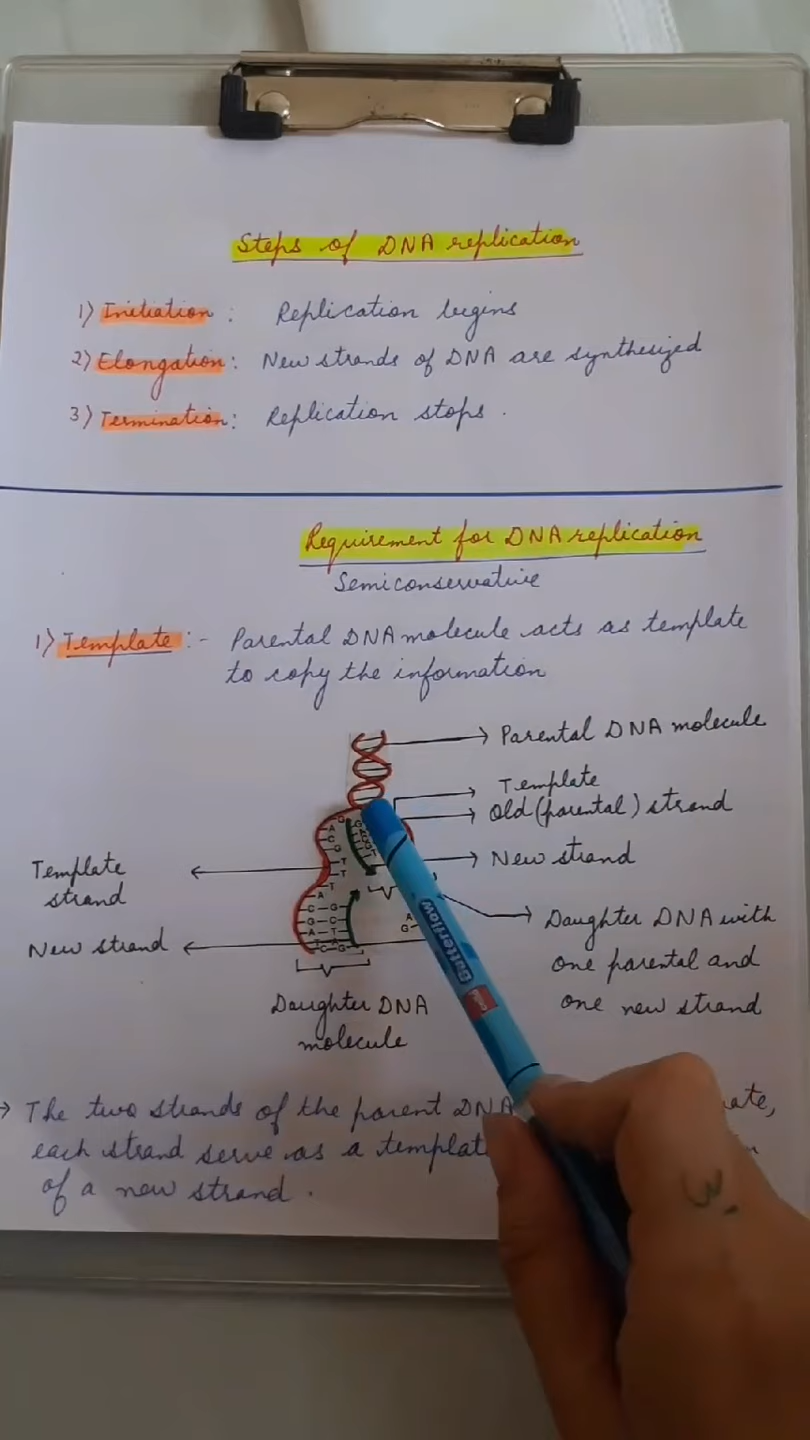 Steps of DNA replication
1) Initiation : Replication begins
2) Elongation : New strands of DNA are synthesized
3) Termination : Replication stops .
Requirement for DNA replication
Semiconservative
1) Template :- Parental DNA molecule acts as template
to copy the information
Parental DNA molecule
Template
Old (parental) strand
New strand
Template
strand
New strand
Daughter DNA with
one parental and
one new strand
Daughter DNA
molecule
Butterflow
cello
→ The two strands of the parent DNA
each strand serve as a
of a new strand .